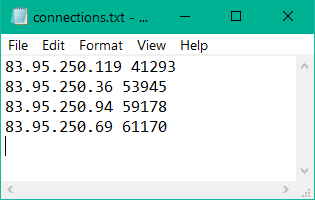 connections.txt - ...
File Edit Format View Help
83.95.250.119 41293
83.95.250.36 53945
83.95.250.94 59178
83.95.250.69 61170